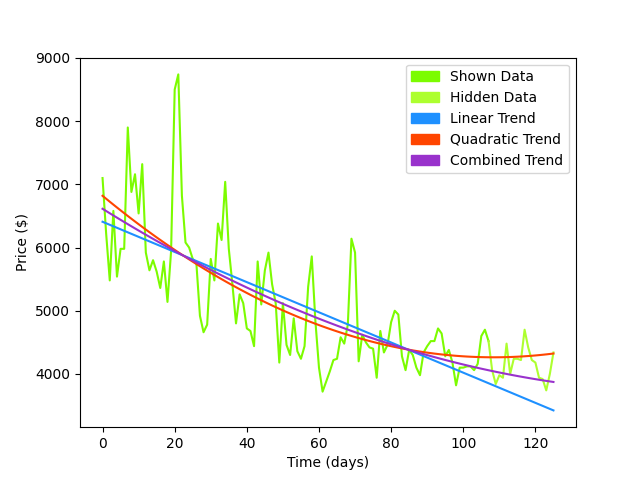 9000
8000
7000
6000
5000
4000
Price ($)
0
20
40
60
80
100
120
Time (days)
Shown Data
Hidden Data
Linear Trend
Quadratic Trend
Combined Trend